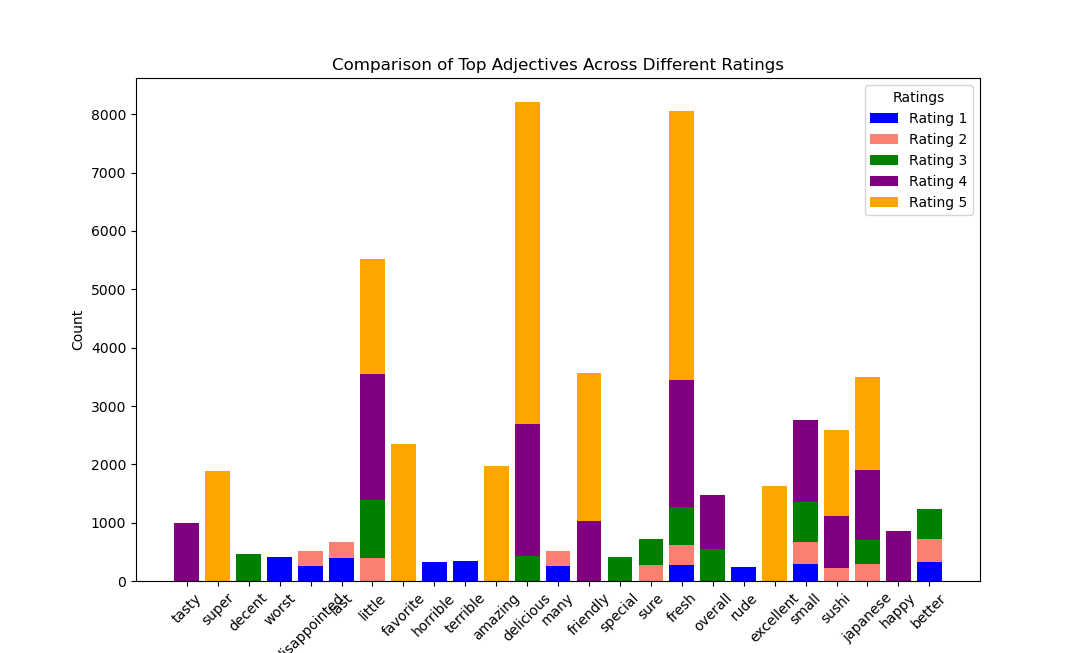 Comparison of Top Adjectives Across Different Ratings
Ratings
Rating 1
Rating 2
Rating 3
Rating 4
Rating 5
Count
8000
7000
6000
5000
4000
3000
2000
1000
0
tasty
super
decent
worst
disappointed
last
little
favorite
horrible
terrible
amazing
delicious
many
friendly
special
sure
fresh
overall
rude
excellent
small
sushi
japanese
happy
better